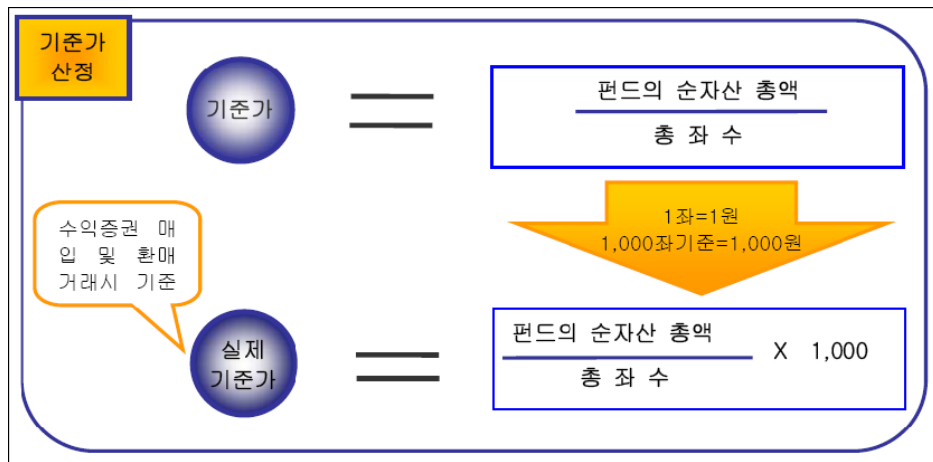 기준가
산정
기준가
펀드의 순자산 총액
총 좌 수
1좌=1원
1,000좌기준=1,000원
수익증권 매
입 및 환매
거래시 기준
실제
기준가
펀드의 순자산 총액
X 1,000
총 좌 수